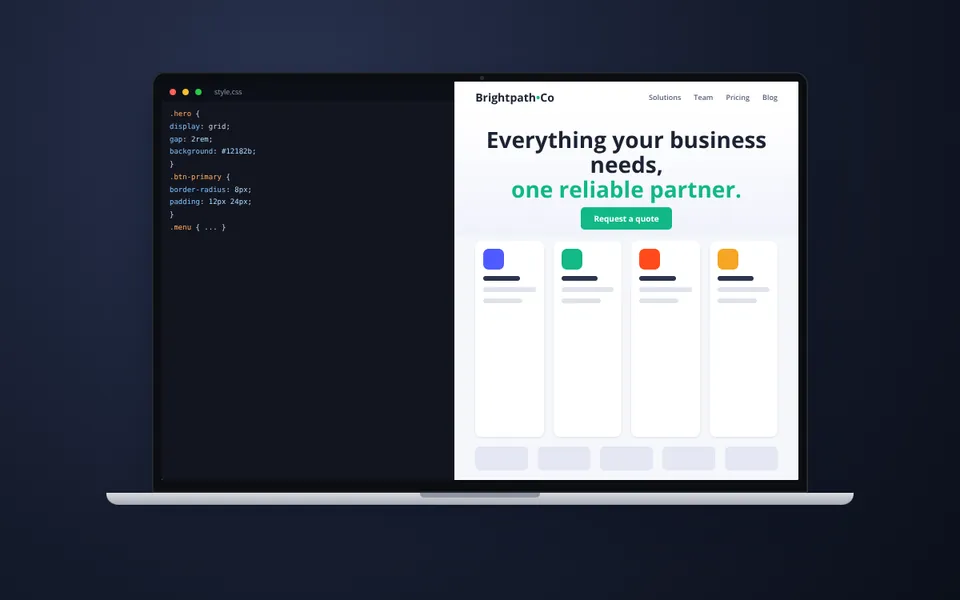 style.css
.hero {
display: grid;
gap: 2rem;
background: #12182b;
}
.btn-primary {
border-radius: 8px;
padding: 12px 24px;
}
.menu { ... }
Brightpath•Co
Solutions Team Pricing Blog
Everything your business
needs,
one reliable partner.
Request a quote